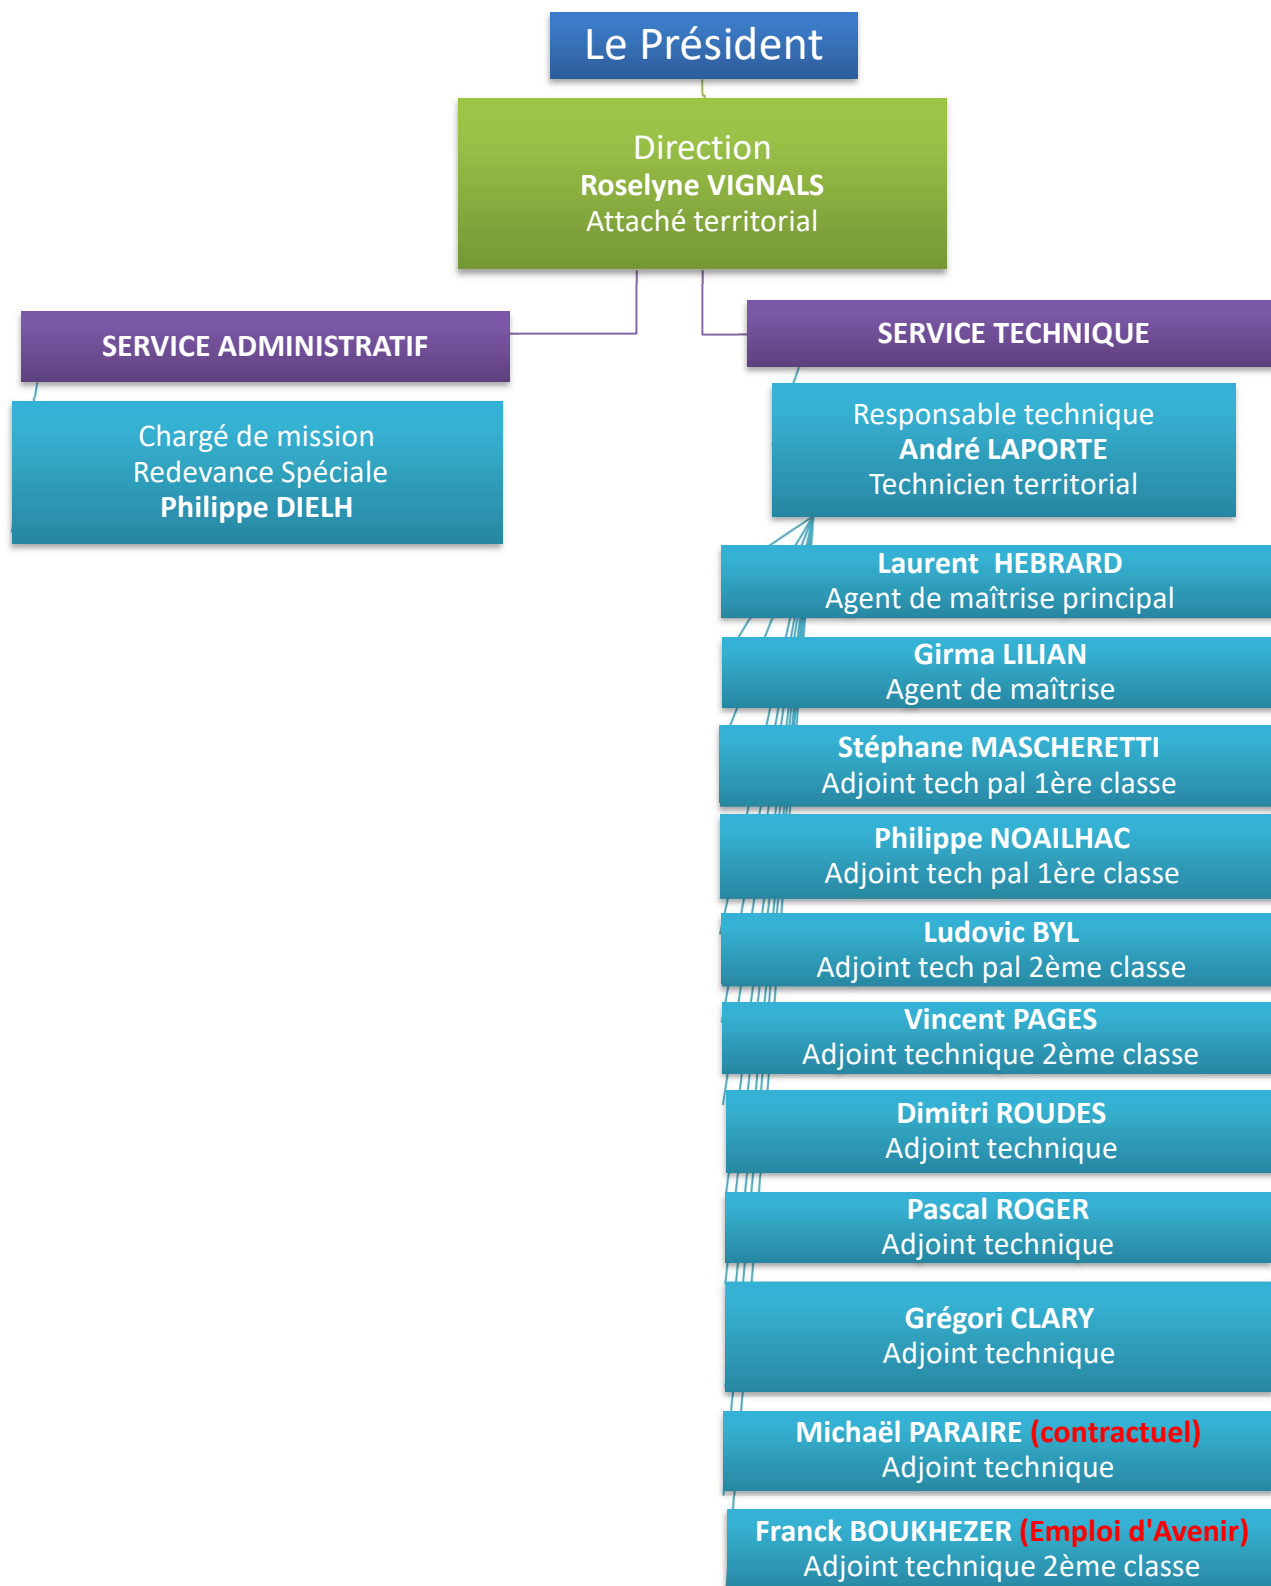 Le Président
Direction
Roselyne VIGNALS
Attaché territorial
SERVICE ADMINISTRATIF
Chargé de mission
Redevance Spéciale
Philippe DIELH
SERVICE TECHNIQUE
Responsable technique
André LAPORTE
Technicien territorial
Laurent  HEBRARD
Agent de maîtrise principal
Girma LILIAN
Agent de maîtrise
Stéphane MASCHERETTI
Adjoint tech pal 1ère classe
Philippe NOAILHAC
Adjoint tech pal 1ère classe
Ludovic BYL
Adjoint tech pal 2ème classe
Vincent PAGES
Adjoint technique 2ème classe
Dimitri ROUDES
Adjoint technique
Pascal ROGER
Adjoint technique
Grégori CLARY
Adjoint technique
Michaël PARAIRE (contractuel)
Adjoint technique
Franck BOUKHEZER (Emploi d'Avenir)
Adjoint technique 2ème classe